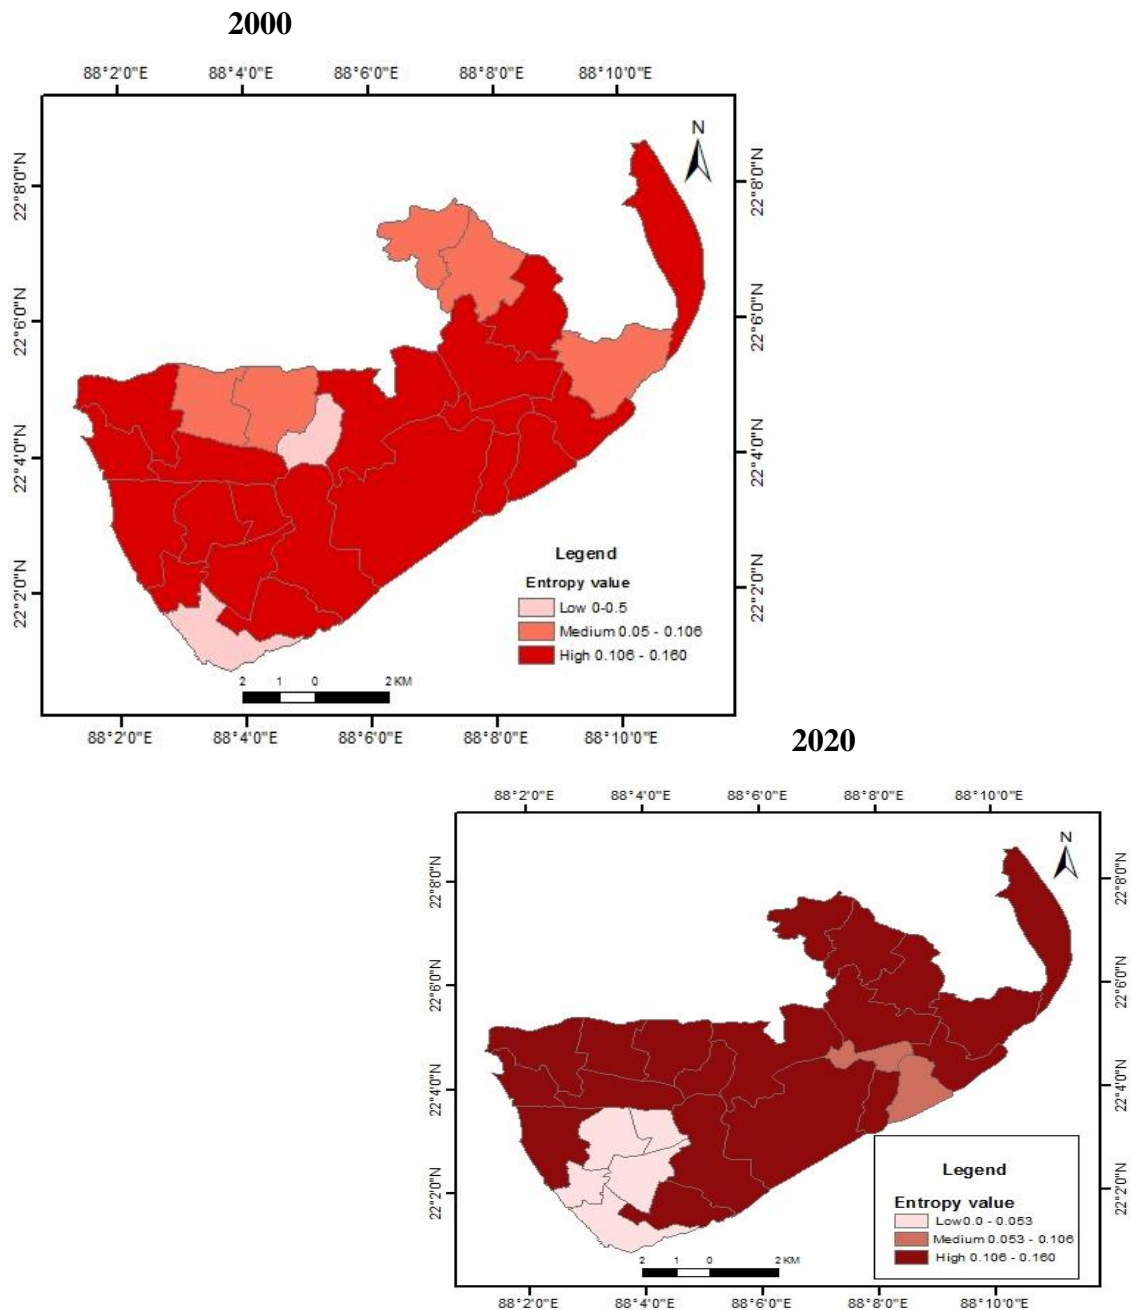 2000
88°2'0"E 88°4'0"E 88°6'0"E 88°8'0"E 88°10'0"E
N
22°8'0"N 22°8'0"N
22°6'0"N 22°6'0"N
22°4'0"N 22°4'0"N
22°2'0"N 22°2'0"N
Legend
Entropy value
Low 0-0.5
Medium 0.05 - 0.106
High 0.106 - 0.160
2 1 0 2 KM
88°2'0"E 88°4'0"E 88°6'0"E 88°8'0"E 88°10'0"E
2020
88°2'0"E 88°4'0"E 88°6'0"E 88°8'0"E 88°10'0"E
N
22°8'0"N 22°8'0"N
22°6'0"N 22°6'0"N
22°4'0"N 22°4'0"N
22°2'0"N 22°2'0"N
Legend
Entropy value
Low0.0 - 0.053
Medium 0.053 - 0.106
High 0.106 - 0.160
2 1 0 2 KM
88°2'0"E 88°4'0"E 88°6'0"E 88°8'0"E 88°10'0"E